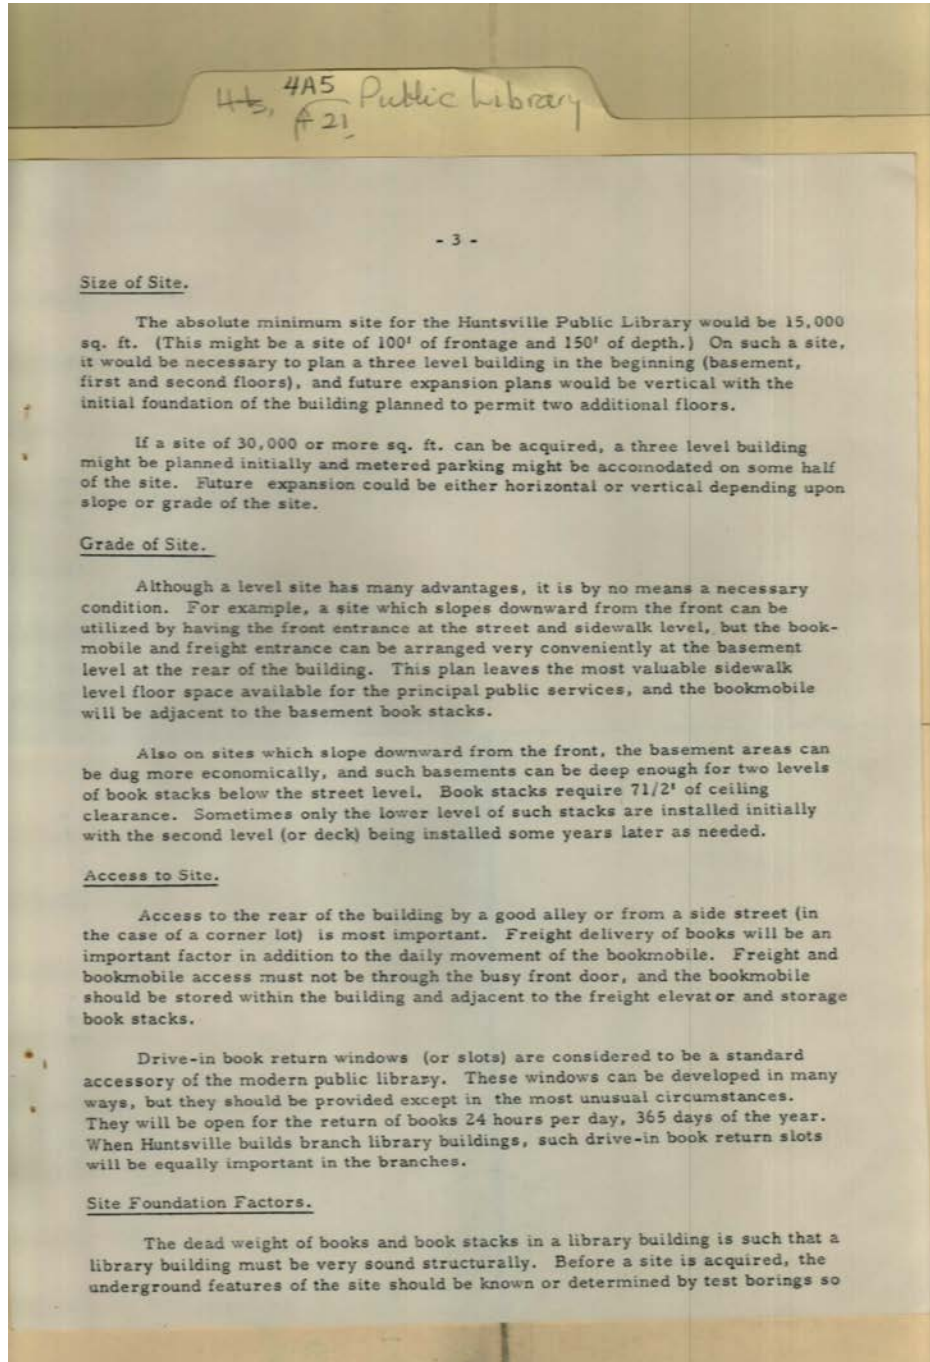 4b, 4A5 Public Library
A 21
- 3 -
Size of Site.
The absolute minimum site for the Huntsville Public Library would be 15,000
sq. ft. (This might be a site of 100' of frontage and 150' of depth.) On such a site,
it would be necessary to plan a three level building in the beginning (basement,
first and second floors), and future expansion plans would be vertical with the
initial foundation of the building planned to permit two additional floors.
If a site of 30,000 or more sq. ft. can be acquired, a three level building
might be planned initially and metered parking might be accomodated on some half
of the site. Future expansion could be either horizontal or vertical depending upon
slope or grade of the site.
Grade of Site.
Although a level site has many advantages, it is by no means a necessary
condition. For example, a site which slopes downward from the front can be
utilized by having the front entrance at the street and sidewalk level, but the book-
mobile and freight entrance can be arranged very conveniently at the basement
level at the rear of the building. This plan leaves the most valuable sidewalk
level floor space available for the principal public services, and the bookmobile
will be adjacent to the basement book stacks.
Also on sites which slope downward from the front, the basement areas can
be dug more economically, and such basements can be deep enough for two levels
of book stacks below the street level. Book stacks require 71/2' of ceiling
clearance. Sometimes only the lower level of such stacks are installed initially
with the second level (or deck) being installed some years later as needed.
Access to Site.
Access to the rear of the building by a good alley or from a side street (in
the case of a corner lot) is most important. Freight delivery of books will be an
important factor in addition to the daily movement of the bookmobile. Freight and
bookmobile access must not be through the busy front door, and the bookmobile
should be stored within the building and adjacent to the freight elevator and storage
book stacks.
Drive-in book return windows (or slots) are considered to be a standard
accessory of the modern public library. These windows can be developed in many
ways, but they should be provided except in the most unusual circumstances.
They will be open for the return of books 24 hours per day, 365 days of the year.
When Huntsville builds branch library buildings, such drive-in book return slots
will be equally important in the branches.
Site Foundation Factors.
The dead weight of books and book stacks in a library building is such that a
library building must be very sound structurally. Before a site is acquired, the
underground features of the site should be known or determined by test borings so